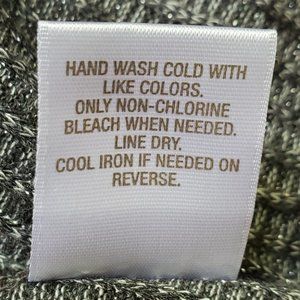 HAND WASH COLD WITH
LIKE COLORS.
ONLY NON-CHLORINE
BLEACH WHEN NEEDED.
LINE DRY.
COOL IRON IF NEEDED ON
REVERSE.